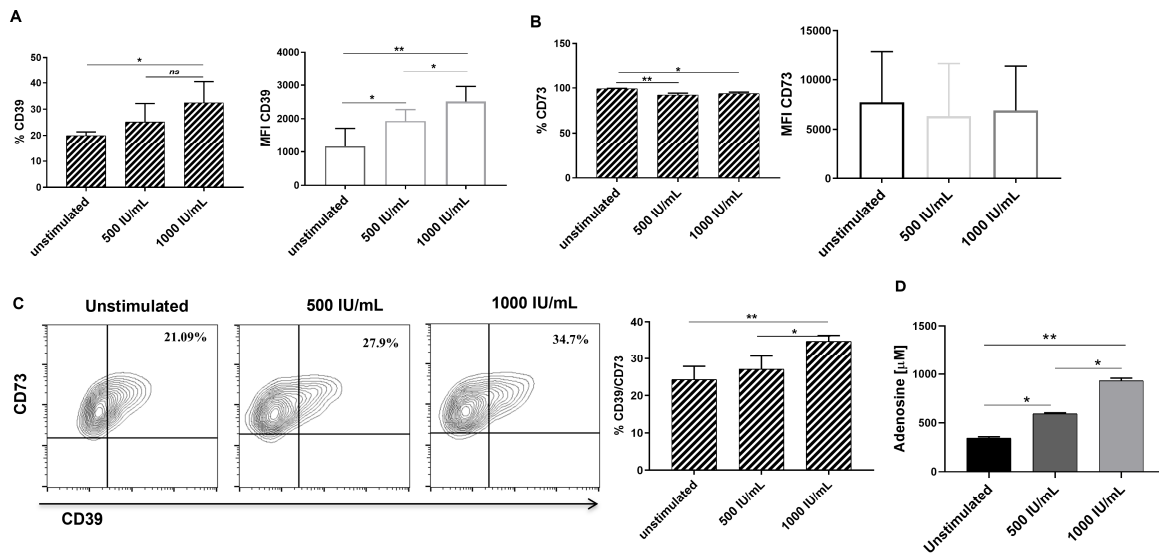 A
50
40
30
20
10
0
% CD39
*
ns
unstimulated
500 IU/mL
1000 IU/mL
4000
3000
2000
1000
0
MFI CD39
**
*
*
unstimulated
500 IU/mL
1000 IU/mL
B
150
100
50
0
% CD73
*
**
unstimulated
500 IU/mL
1000 IU/mL
15000
10000
5000
0
MFI CD73
unstimulated
500 IU/mL
1000 IU/mL
C
Unstimulated
500 IU/mL
1000 IU/mL
21.09%
27.9%
34.7%
CD73
CD39
40
30
20
10
0
% CD39/CD73
**
*
unstimulated
500 IU/mL
1000 IU/mL
D
1500
1000
500
0
Adenosine [µM]
**
*
*
Unstimulated
500 IU/mL
1000 IU/mL